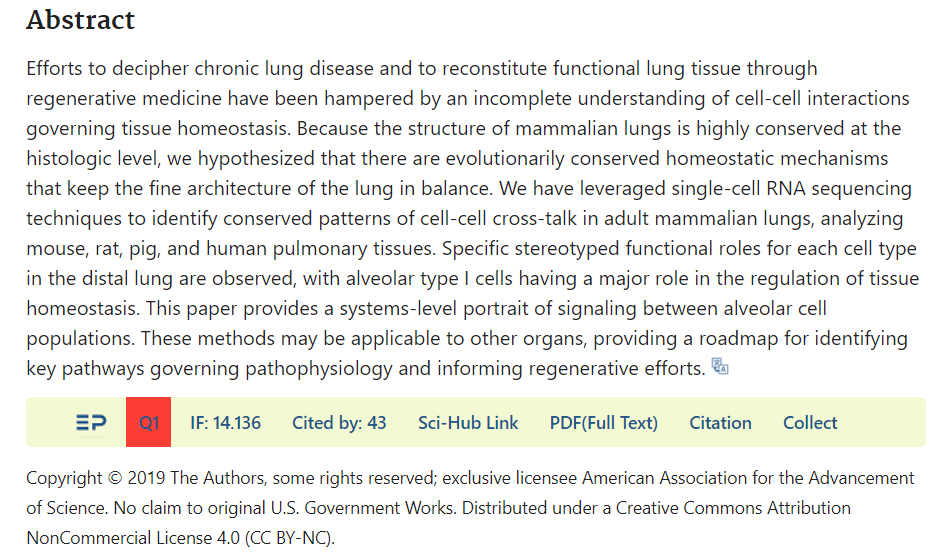 Abstract
Efforts to decipher chronic lung disease and to reconstitute functional lung tissue through
regenerative medicine have been hampered by an incomplete understanding of cell-cell interactions
governing tissue homeostasis. Because the structure of mammalian lungs is highly conserved at the
histologic level, we hypothesized that there are evolutionarily conserved homeostatic mechanisms
that keep the fine architecture of the lung in balance. We have leveraged single-cell RNA sequencing
techniques to identify conserved patterns of cell-cell cross-talk in adult mammalian lungs, analyzing
mouse, rat, pig, and human pulmonary tissues. Specific stereotyped functional roles for each cell type
in the distal lung are observed, with alveolar type I cells having a major role in the regulation of tissue
homeostasis. This paper provides a systems-level portrait of signaling between alveolar cell
populations. These methods may be applicable to other organs, providing a roadmap for identifying
key pathways governing pathophysiology and informing regenerative efforts.
EP Q1 IF: 14.136 Cited by: 43 Sci-Hub Link PDF(Full Text) Citation Collect
Copyright © 2019 The Authors, some rights reserved; exclusive licensee American Association for the Advancement
of Science. No claim to original U.S. Government Works. Distributed under a Creative Commons Attribution
NonCommercial License 4.0 (CC BY-NC).